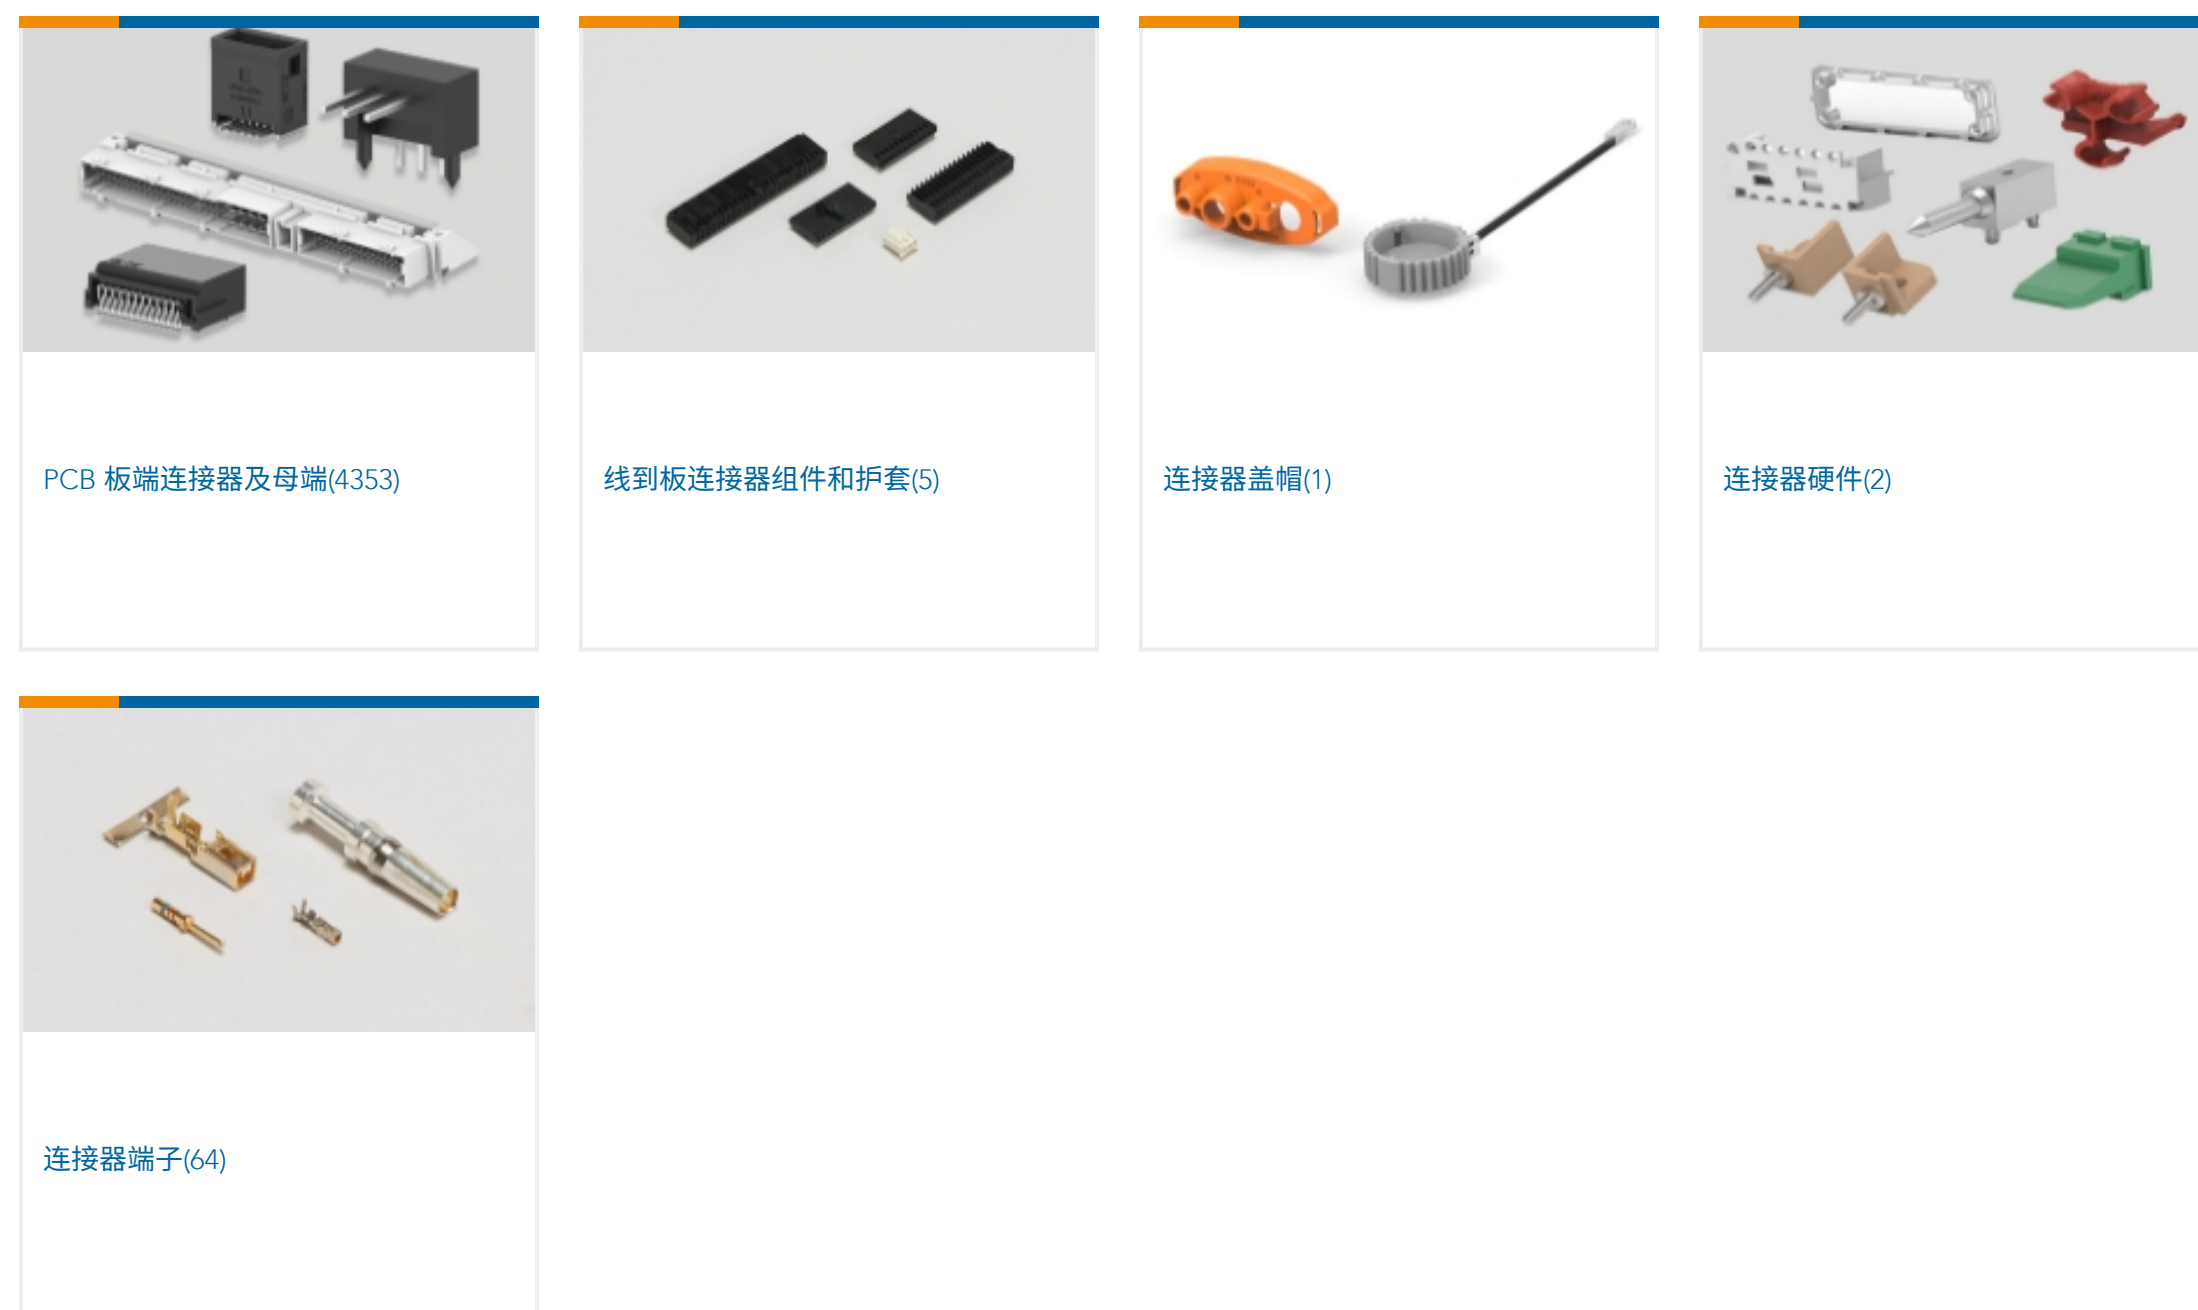 PCB 板端连接器及母端(4353)
线到板连接器组件和护套(5)
连接器盖帽(1)
连接器硬件(2)
连接器端子(64)